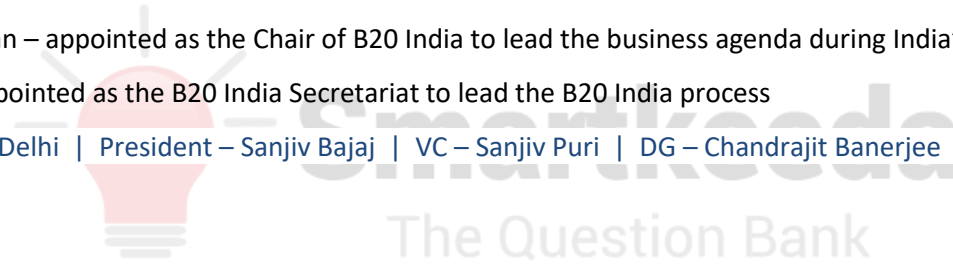 n – appointed as the Chair of B20 India to lead the business agenda during India
pointed as the B20 India Secretariat to lead the B20 India process
Delhi | President – Sanjiv Bajaj | VC – Sanjiv Puri | DG – Chandrajit Banerjee
Smartkeeda
The Question Bank